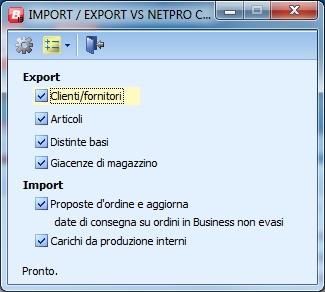 IMPORT / EXPORT VS NETPRO C...
Export
Clienti/fornitori
Articoli
Distinte basi
Giacenze di magazzino
Import
Proposte d'ordine e aggiorna
date di consegna su ordini in Business non evasi
Carichi da produzione interni
Pronto.